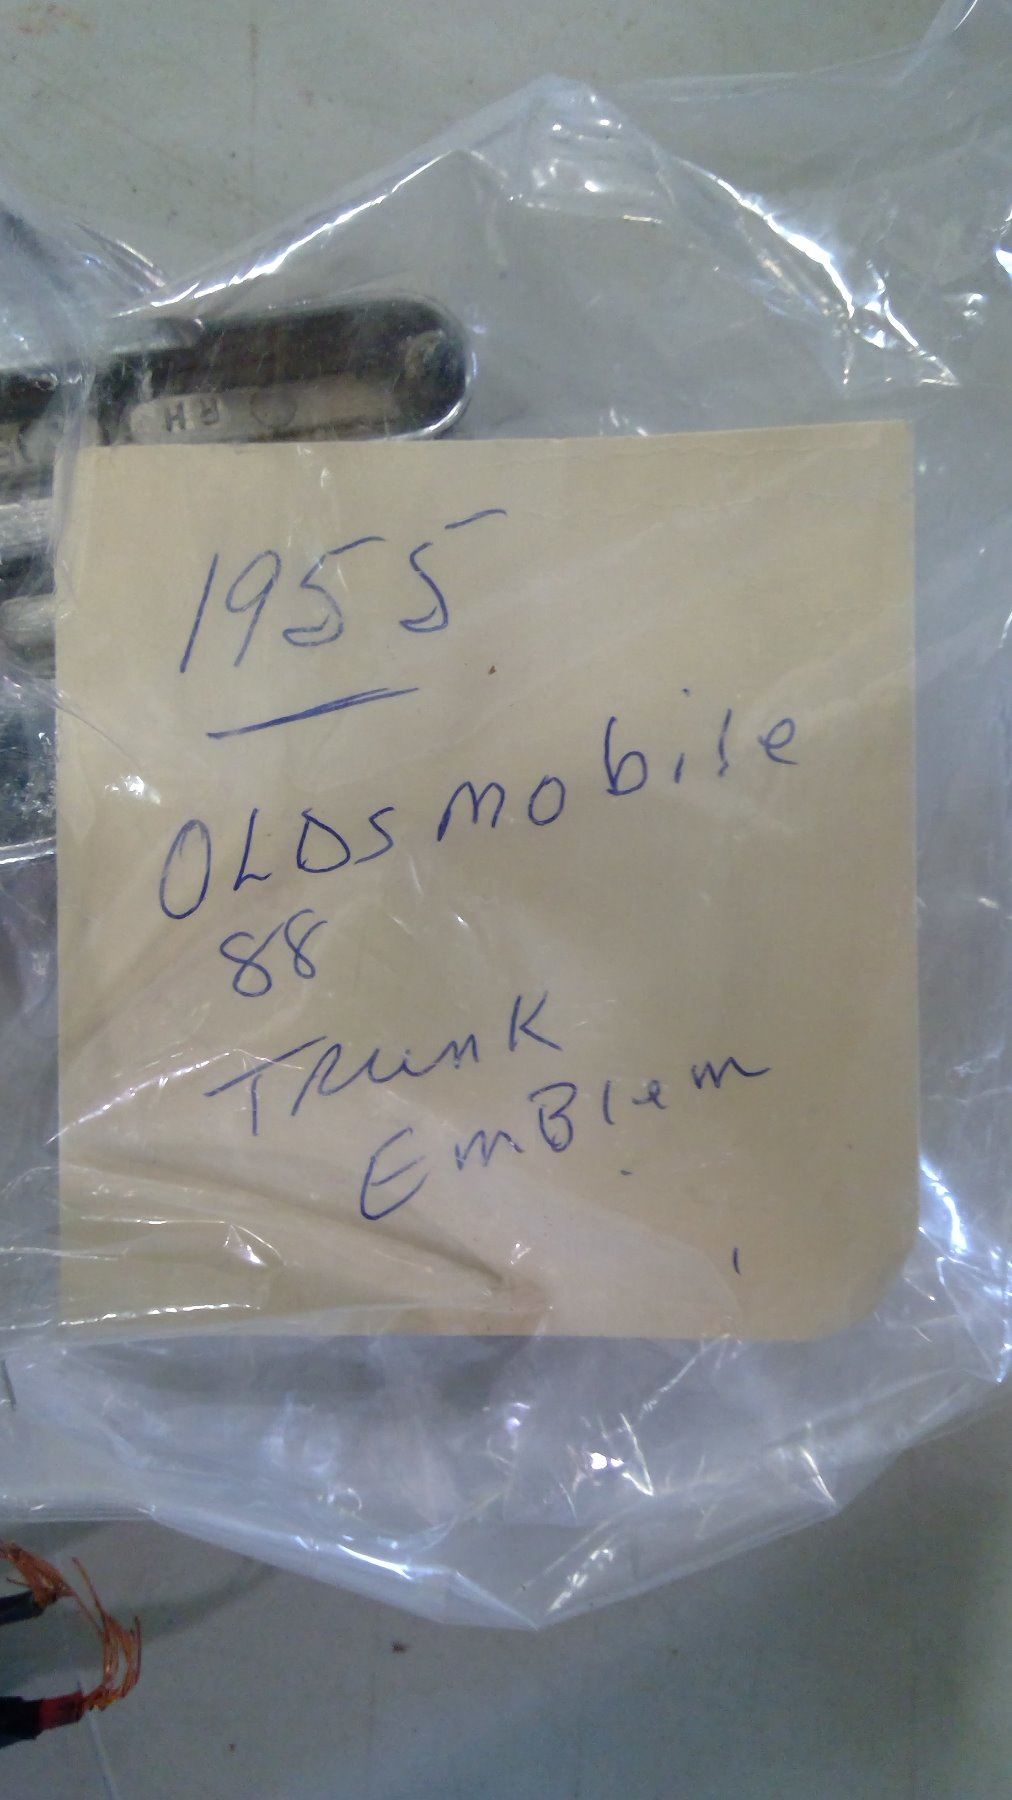 RH
1955
OLDsmobile
88
Trunk
EmBlem